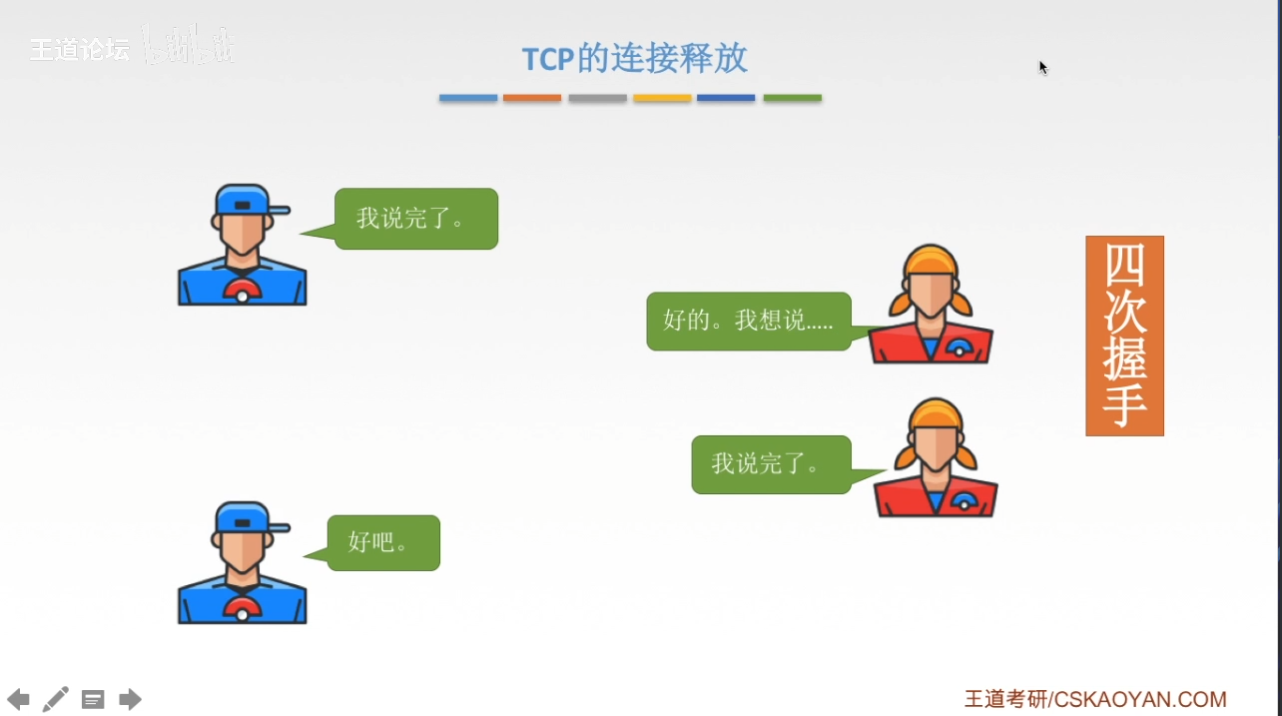 王道论坛 bilibili
TCP的连接释放
我说完了。
好的。我想说.....
我说完了。
好吧。
四次握手
王道考研/CSKAOYAN.COM